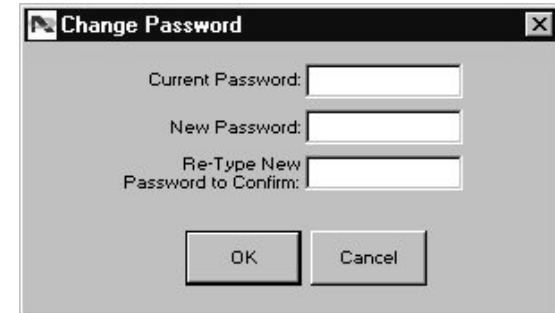 Change Password
Current Password:
New Password:
Re-Type New
Password to Confirm:
OK
Cancel